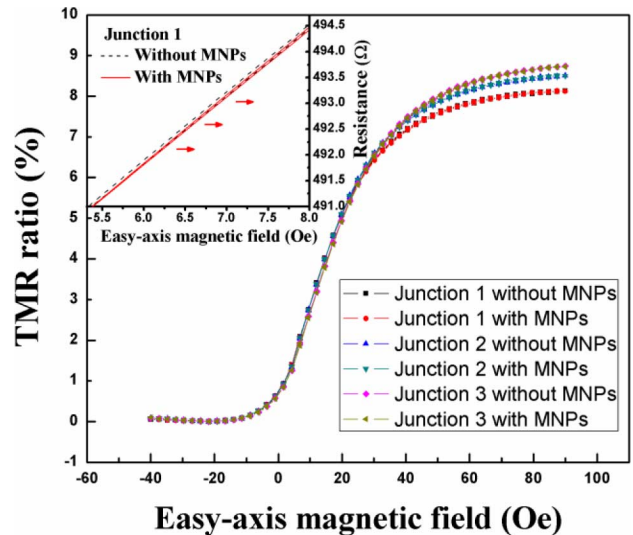 TMR ratio (%)
10
9
8
7
6
5
4
3
2
1
0
-1
-60 -40 -20 0 20 40 60 80 100
Easy-axis magnetic field (Oe)
Junction 1
Without MNPs
With MNPs
494.5
494.0
493.5
493.0
492.5
492.0
491.5
491.0
Resistance (Ω)
5.5 6.0 6.5 7.0 7.5 8.0
Easy-axis magnetic field (Oe)
Junction 1 without MNPs
Junction 1 with MNPs
Junction 2 without MNPs
Junction 2 with MNPs
Junction 3 without MNPs
Junction 3 with MNPs